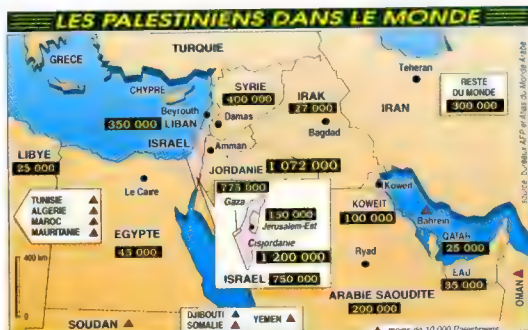 LES PALESTINIENS DANS LE MONDE
GRECE
TURQUIE
Teheran
CHYPRE
SYRIE
400 000
IRAK
27 000
IRAN
RESTE
DU MONDE
300 000
Beyrouth
350 000 LIBAN
Damas
Bagdad
ISRAEL
Amman
LIBYE
25 000
JORDANIE 1 072 000
Le Caire
Gaza
Koweit
TUNISIE
ALGERIE
MAROC
MAURITANIE
150 000
Jerusalem-Est
KOWEIT
100 000
Bahrein
EGYPTE
Cisjordanie
1 200 000
QATAR
25 000
400 km
Ryad
ISRAEL 750 000
EAU
35 000
ARABIE SAOUDITE
200 000
OMAN
SOUDAN
DJIBOUTI
SOMALIE
YEMEN
moins de 10 000 Palestiniens